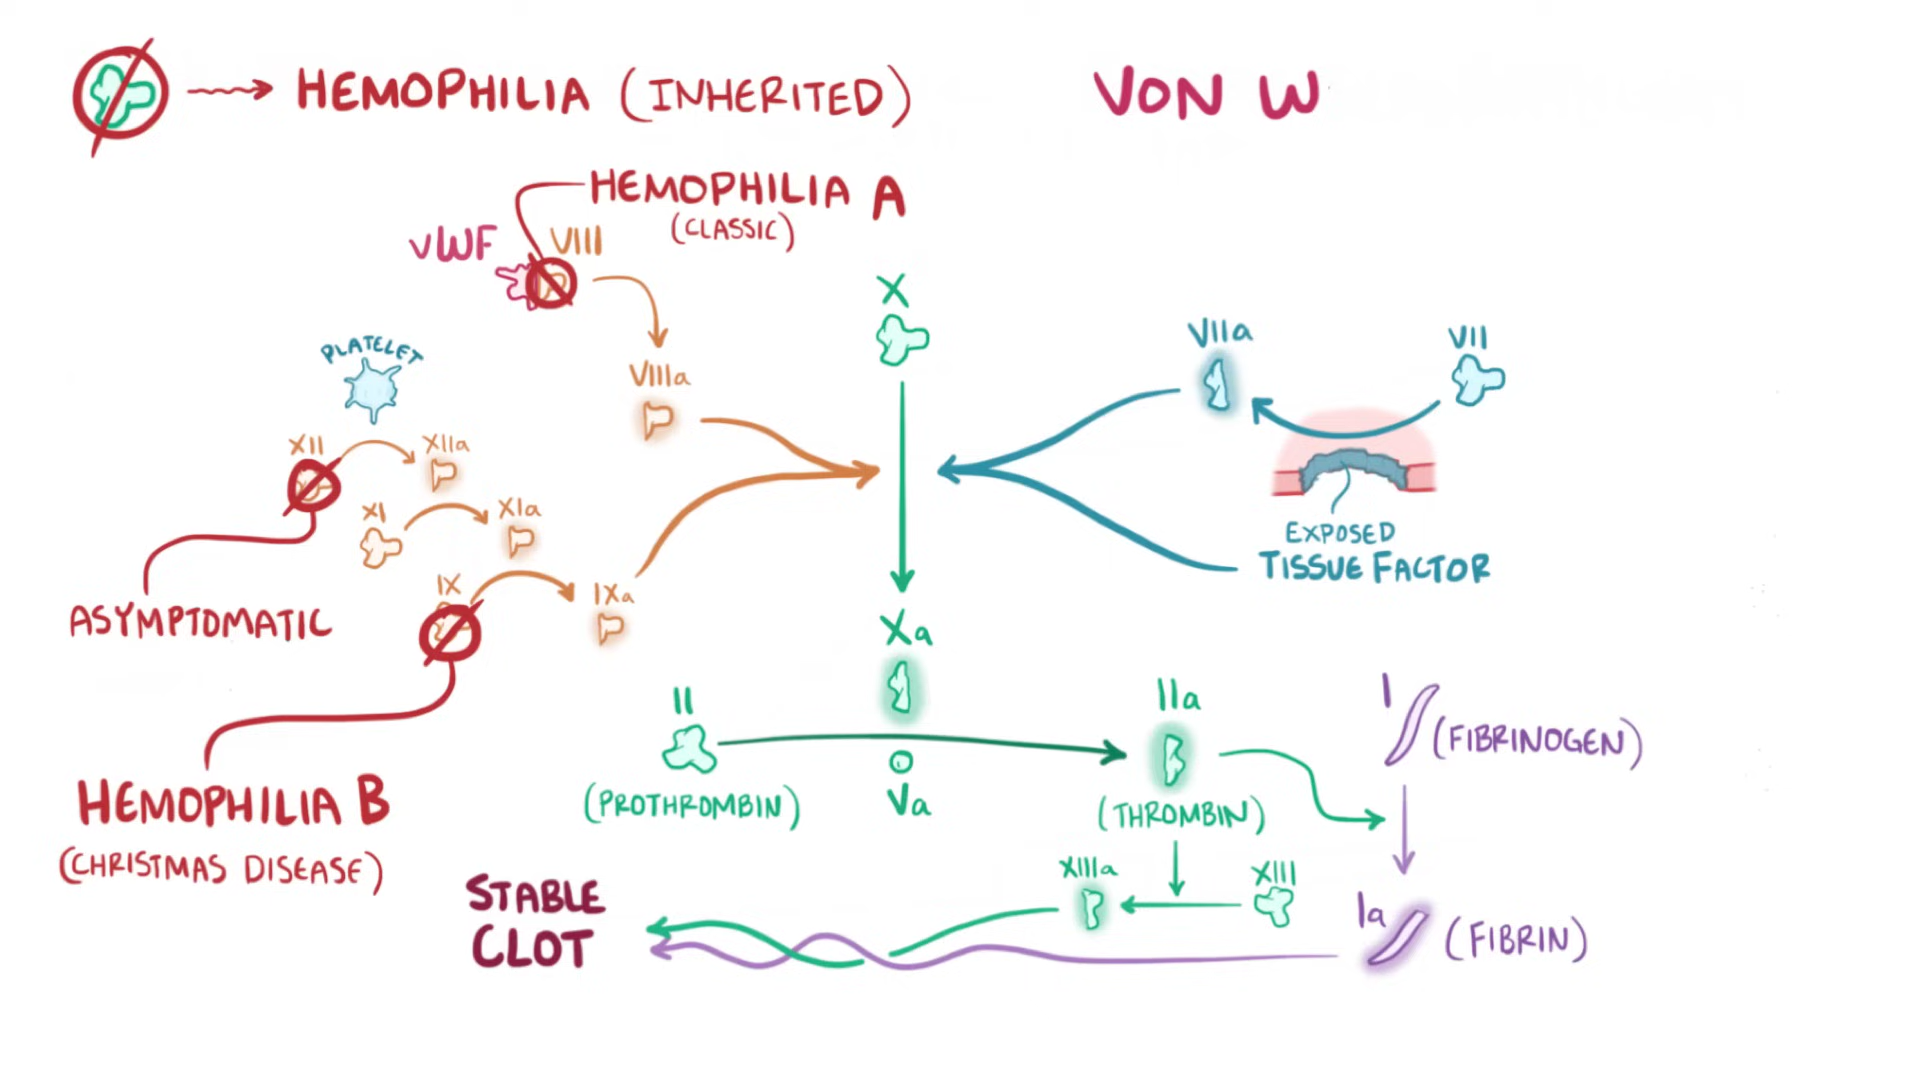 HEMOPHILIA (INHERITED)
VON W
HEMOPHILIA A
(CLASSIC)
vWF
VIII
X
PLATELET
VIIa
VII
VIIIa
XII
XIIa
XI
XIa
EXPOSED
TISSUE FACTOR
IX
IXa
ASYMPTOMATIC
Xa
II
IIa
I
(FIBRINOGEN)
HEMOPHILIA B
(PROTHROMBIN)
Va
(THROMBIN)
(CHRISTMAS DISEASE)
XIIIa
XIII
STABLE
CLOT
Ia
(FIBRIN)